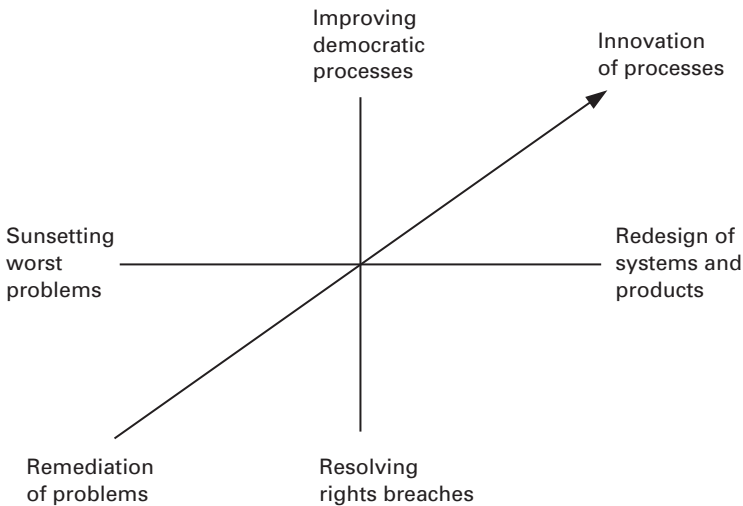 Improving
democratic
processes
Innovation
of processes
Sunsetting
worst
problems
Redesign of
systems and
products
Remediation
of problems
Resolving
rights breaches